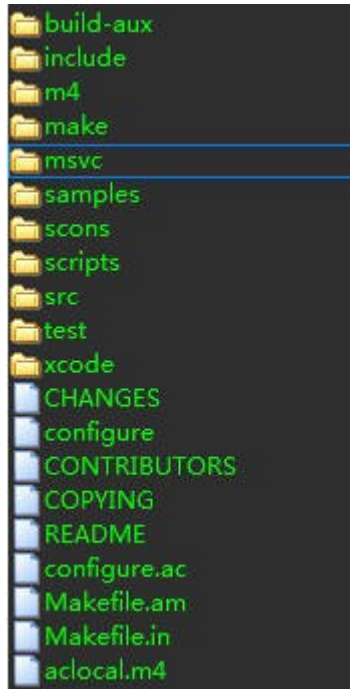 build-aux
include
m4
make
msvc
samples
scons
scripts
src
test
xcode
CHANGES
configure
CONTRIBUTORS
COPYING
README
configure.ac
Makefile.am
Makefile.in
aclocal.m4